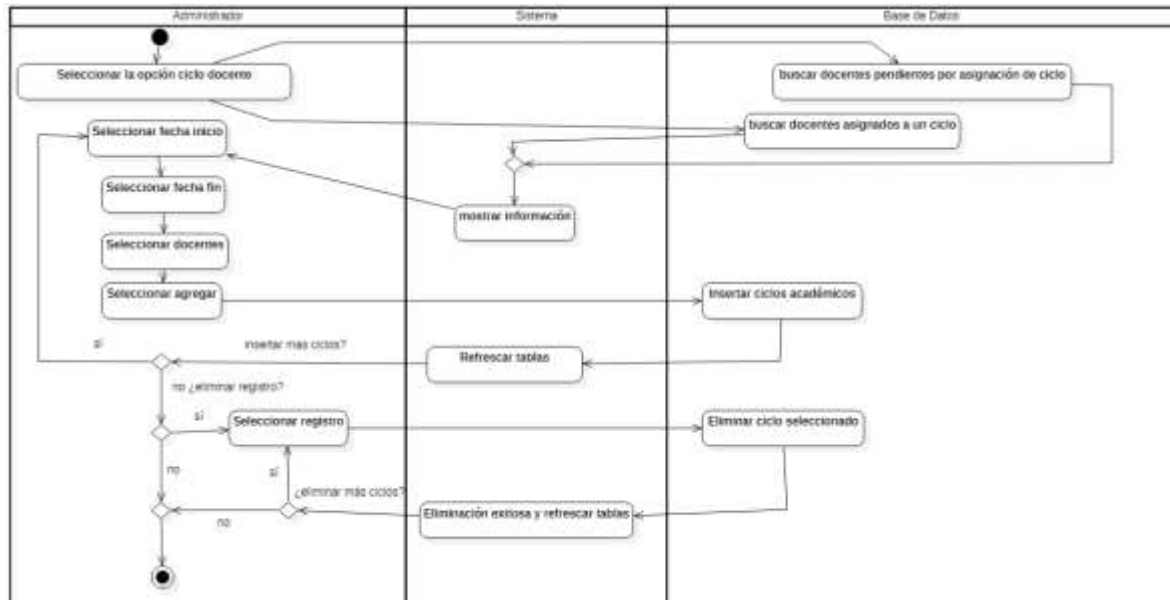 Administrador
Sistema
Base de Datos
Seleccionar la opción ciclo docente
buscar docentes pendientes por asignación de ciclo
Seleccionar fecha inicio
buscar docentes asignados a un ciclo
Seleccionar fecha fin
mostrar información
Seleccionar docentes
Seleccionar agregar
Insertar ciclos académicos
sí
insertar mas ciclos?
Refrescar tablas
no ¿eliminar registro?
sí
Seleccionar registro
Eliminar ciclo seleccionado
no
sí
¿eliminar más ciclos?
no
Eliminación exitosa y refrescar tablas